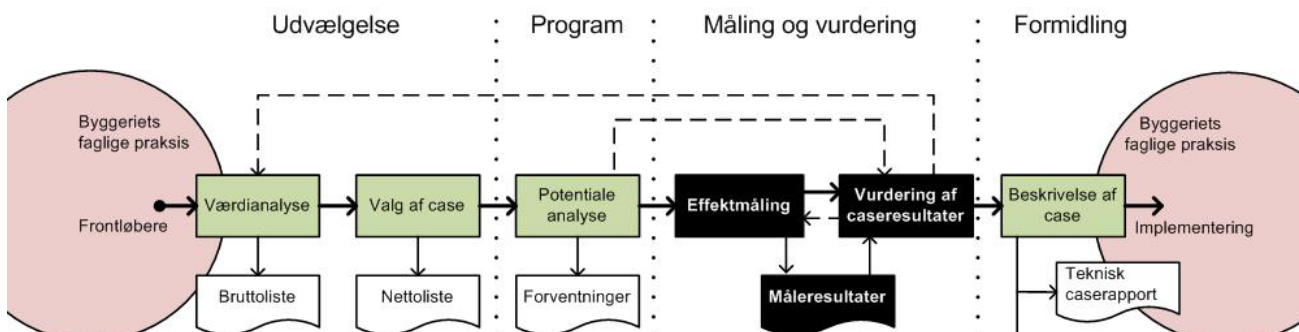 Udvælgelse
Program
Måling og vurdering
Formidling
Byggeriets
faglige praksis
Frontløbere
Værdianalyse
Valg af case
Potentiale
analyse
Effektmåling
Vurdering af
caseresultater
Beskrivelse af
case
Byggeriets
faglige praksis
Implementering
Bruttoliste
Nettoliste
Forventninger
Måleresultater
Teknisk
caserapport